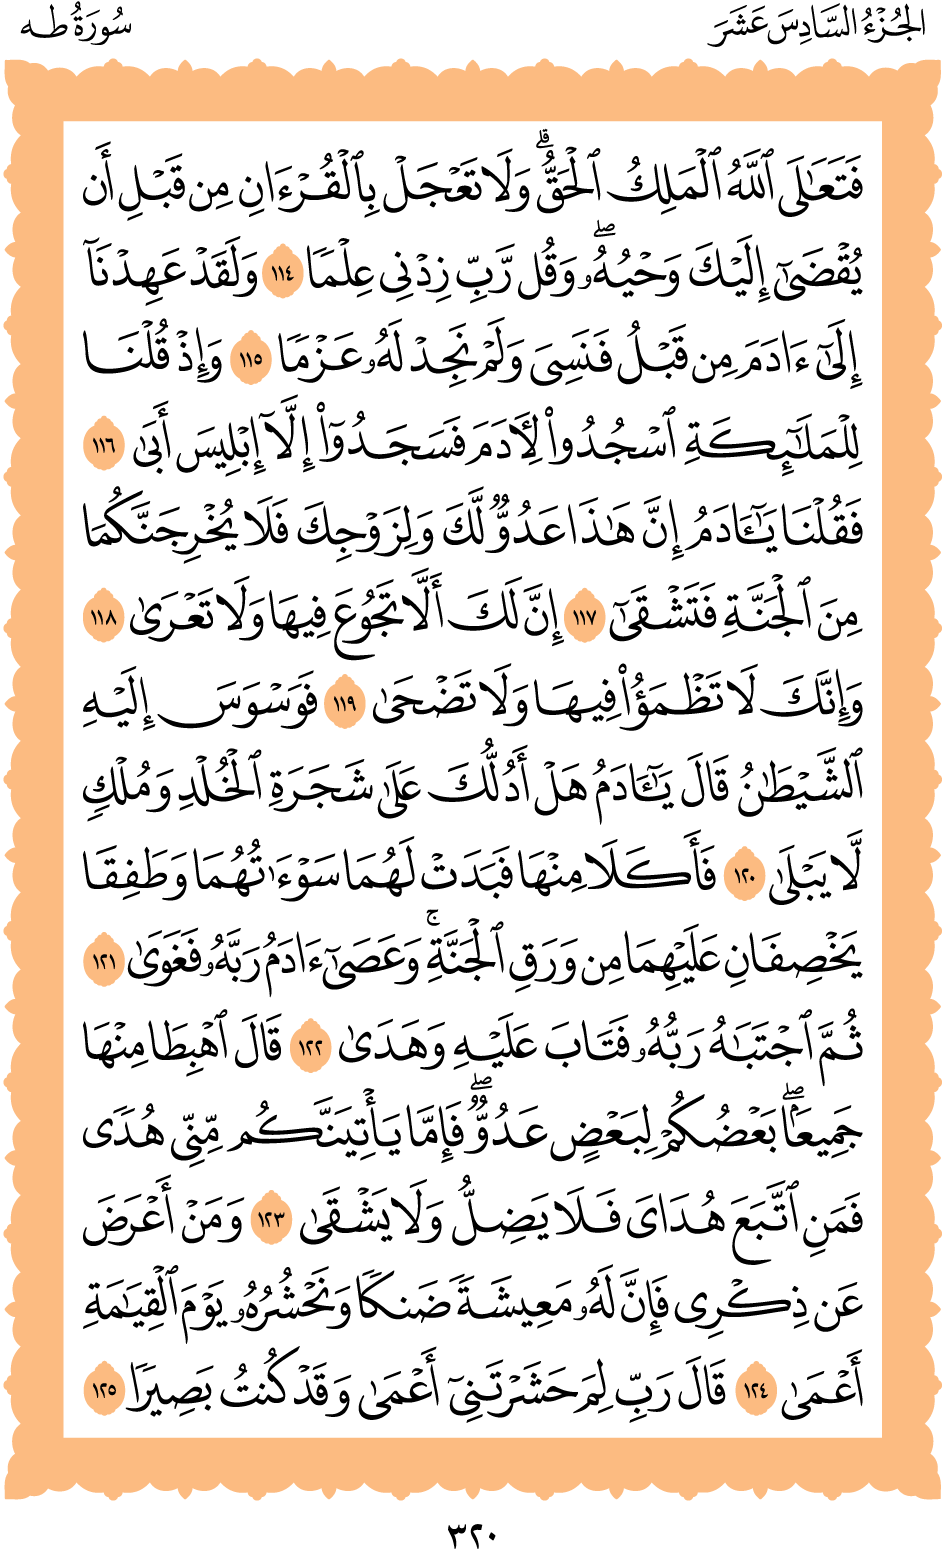 الجُزْءُ السَّادِسَ عَشَرَ
سُورَةُ طه
فَتَعَٰلَى ٱللَّهُ ٱلْمَلِكُ ٱلْحَقُّ ۗ وَلَا تَعْجَلْ بِٱلْقُرْءَانِ مِن قَبْلِ أَن
يُقْضَىٰٓ إِلَيْكَ وَحْيُهُۥ ۖ وَقُل رَّبِّ زِدْنِى عِلْمًا ١١٤ وَلَقَدْ عَهِدْنَآ
إِلَىٰٓ ءَادَمَ مِن قَبْلُ فَنَسِىَ وَلَمْ نَجِدْ لَهُۥ عَزْمًا ١١٥ وَإِذْ قُلْنَا
لِلْمَلَٰٓئِكَةِ ٱسْجُدُوا۟ لِءَادَمَ فَسَجَدُوٓا۟ إِلَّآ إِبْلِيسَ أَبَىٰ ١١٦
فَقُلْنَا يَٰٓـَٔادَمُ إِنَّ هَٰذَا عَدُوٌّ لَّكَ وَلِزَوْجِكَ فَلَا يُخْرِجَنَّكُمَا
مِنَ ٱلْجَنَّةِ فَتَشْقَىٰٓ ١١٧ إِنَّ لَكَ أَلَّا تَجُوعَ فِيهَا وَلَا تَعْرَىٰ ١١٨
وَأَنَّكَ لَا تَظْمَؤُا۟ فِيهَا وَلَا تَضْحَىٰ ١١٩ فَوَسْوَسَ إِلَيْهِ
ٱلشَّيْطَٰنُ قَالَ يَٰٓـَٔادَمُ هَلْ أَدُلُّكَ عَلَىٰ شَجَرَةِ ٱلْخُلْدِ وَمُلْكٍ
لَّا يَبْلَىٰ ١٢٠ فَأَكَلَا مِنْهَا فَبَدَتْ لَهُمَا سَوْءَٰتُهُمَا وَطَفِقَا
يَخْصِفَانِ عَلَيْهِمَا مِن وَرَقِ ٱلْجَنَّةِ ۚ وَعَصَىٰٓ ءَادَمُ رَبَّهُۥ فَغَوَىٰ ١٢١
ثُمَّ ٱجْتَبَٰهُ رَبُّهُۥ فَتَابَ عَلَيْهِ وَهَدَىٰ ١٢٢ قَالَ ٱهْبِطَا مِنْهَا
جَمِيعًۢا ۖ بَعْضُكُمْ لِبَعْضٍ عَدُوٌّ ۖ فَإِمَّا يَأْتِيَنَّكُم مِّنِّى هُدًى
فَمَنِ ٱتَّبَعَ هُدَاىَ فَلَا يَضِلُّ وَلَا يَشْقَىٰ ١٢٣ وَمَنْ أَعْرَضَ
عَن ذِكْرِى فَإِنَّ لَهُۥ مَعِيشَةً ضَنكًا وَنَحْشُرُهُۥ يَوْمَ ٱلْقِيَٰمَةِ
أَعْمَىٰ ١٢٤ قَالَ رَبِّ لِمَ حَشَرْتَنِىٓ أَعْمَىٰ وَقَدْ كُنتُ بَصِيرًا ١٢٥
٣٢٠